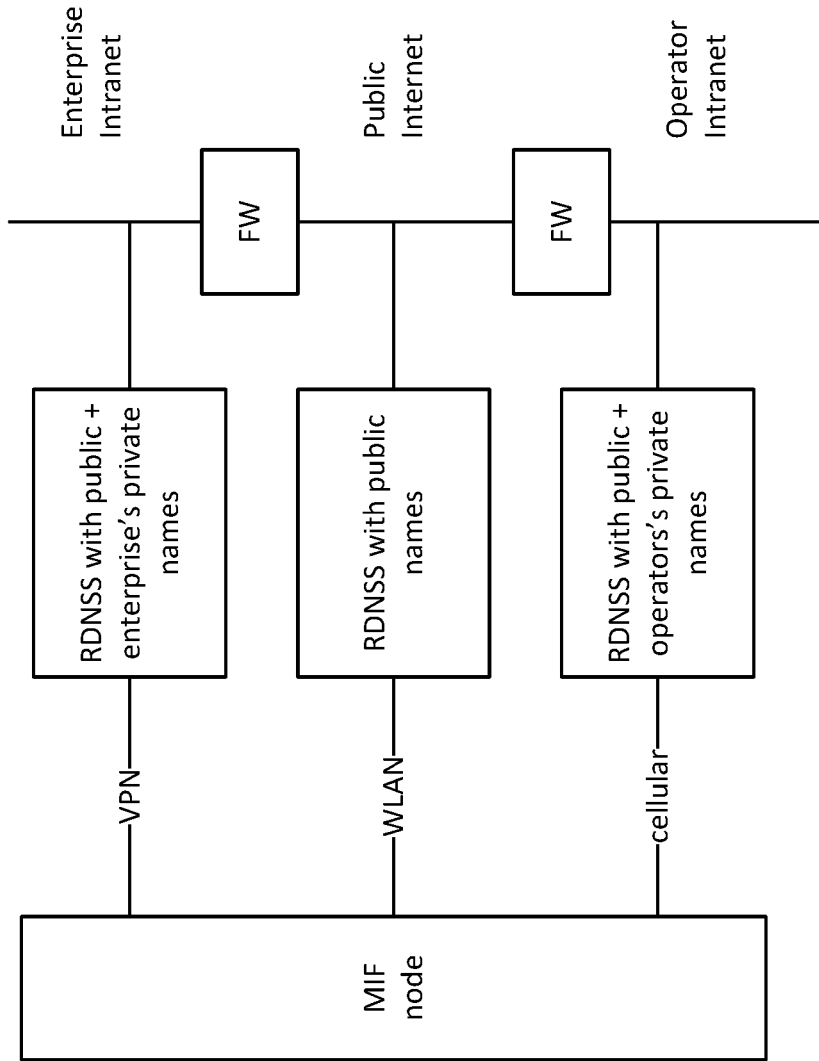 MIF
node
VPN
RDNSS with public +
enterprise's private
names
Enterprise
Intranet
FW
WLAN
RDNSS with public
names
Public
Internet
FW
cellular
RDNSS with public +
operators's private
names
Operator
Intranet